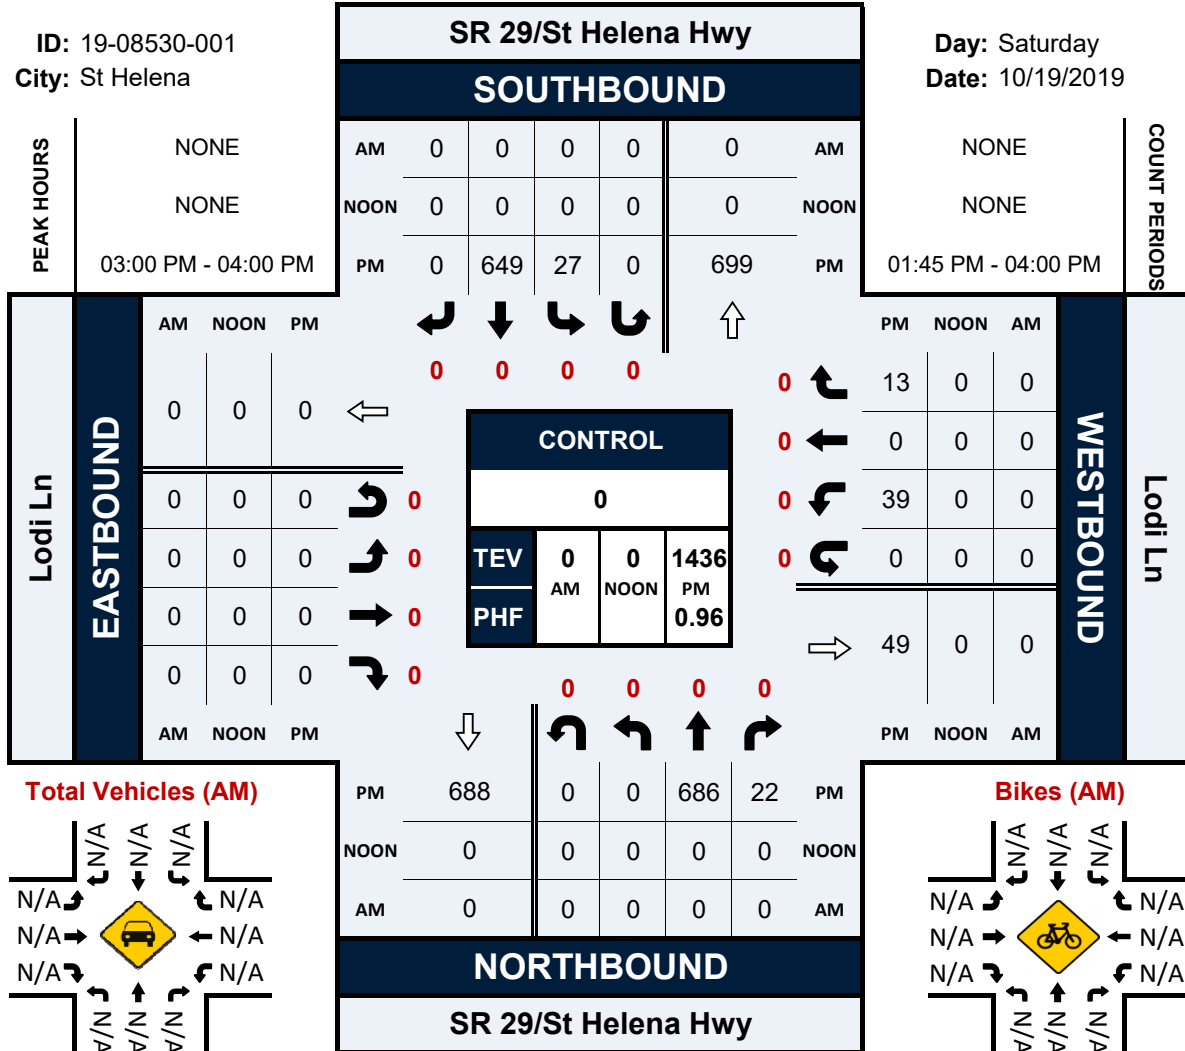 SR 29/St Helena Hwy
ID: 19-08530-001
Day: Saturday
City: St Helena
Date: 10/19/2019
SOUTHBOUND
PEAK HOURS
NONE
NONE
03:00 PM - 04:00 PM
AM 0 0 0 0 0 AM
NOON 0 0 0 0 0 NOON
PM 0 649 27 0 699 PM
NONE
NONE
01:45 PM - 04:00 PM
COUNT PERIODS
0 0 0 0
Lodi Ln
EASTBOUND
AM NOON PM
0 0 0
0 0 0 0
0 0 0 0
0 0 0 0
0 0 0 0
AM NOON PM
CONTROL
0
TEV 0 0 1436
AM NOON PM
PHF 0.96
PM NOON AM
0 13 0 0
0 0 0 0
0 39 0 0
0 0 0 0
49 0 0
PM NOON AM
WESTBOUND
Lodi Ln
0 0 0 0
PM 688 0 0 686 22 PM
NOON 0 0 0 0 0 NOON
AM 0 0 0 0 0 AM
NORTHBOUND
SR 29/St Helena Hwy
Total Vehicles (AM)
N/A N/A N/A
N/A N/A
N/A N/A
N/A N/A
N/A N/A N/A
Bikes (AM)
N/A N/A N/A
N/A N/A
N/A N/A
N/A N/A
N/A N/A N/A